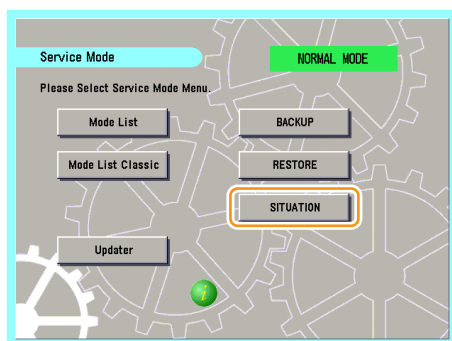 Service Mode
NORMAL MODE
Please Select Service Mode Menu.
Mode List
BACKUP
Mode List Classic
RESTORE
SITUATION
Updater
i